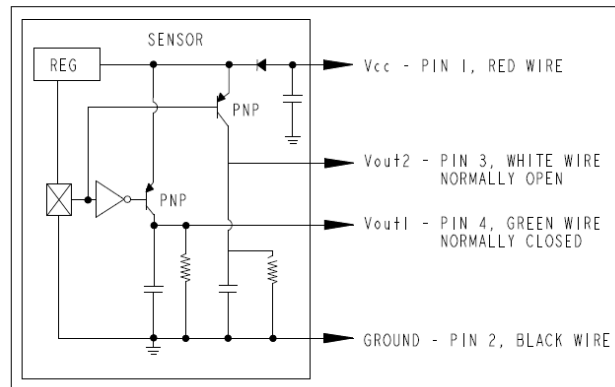 SENSOR
REG
PNP
PNP
Vcc - PIN 1, RED WIRE
Vout2 - PIN 3, WHITE WIRE
NORMALLY OPEN
Vout1 - PIN 4, GREEN WIRE
NORMALLY CLOSED
GROUND - PIN 2, BLACK WIRE